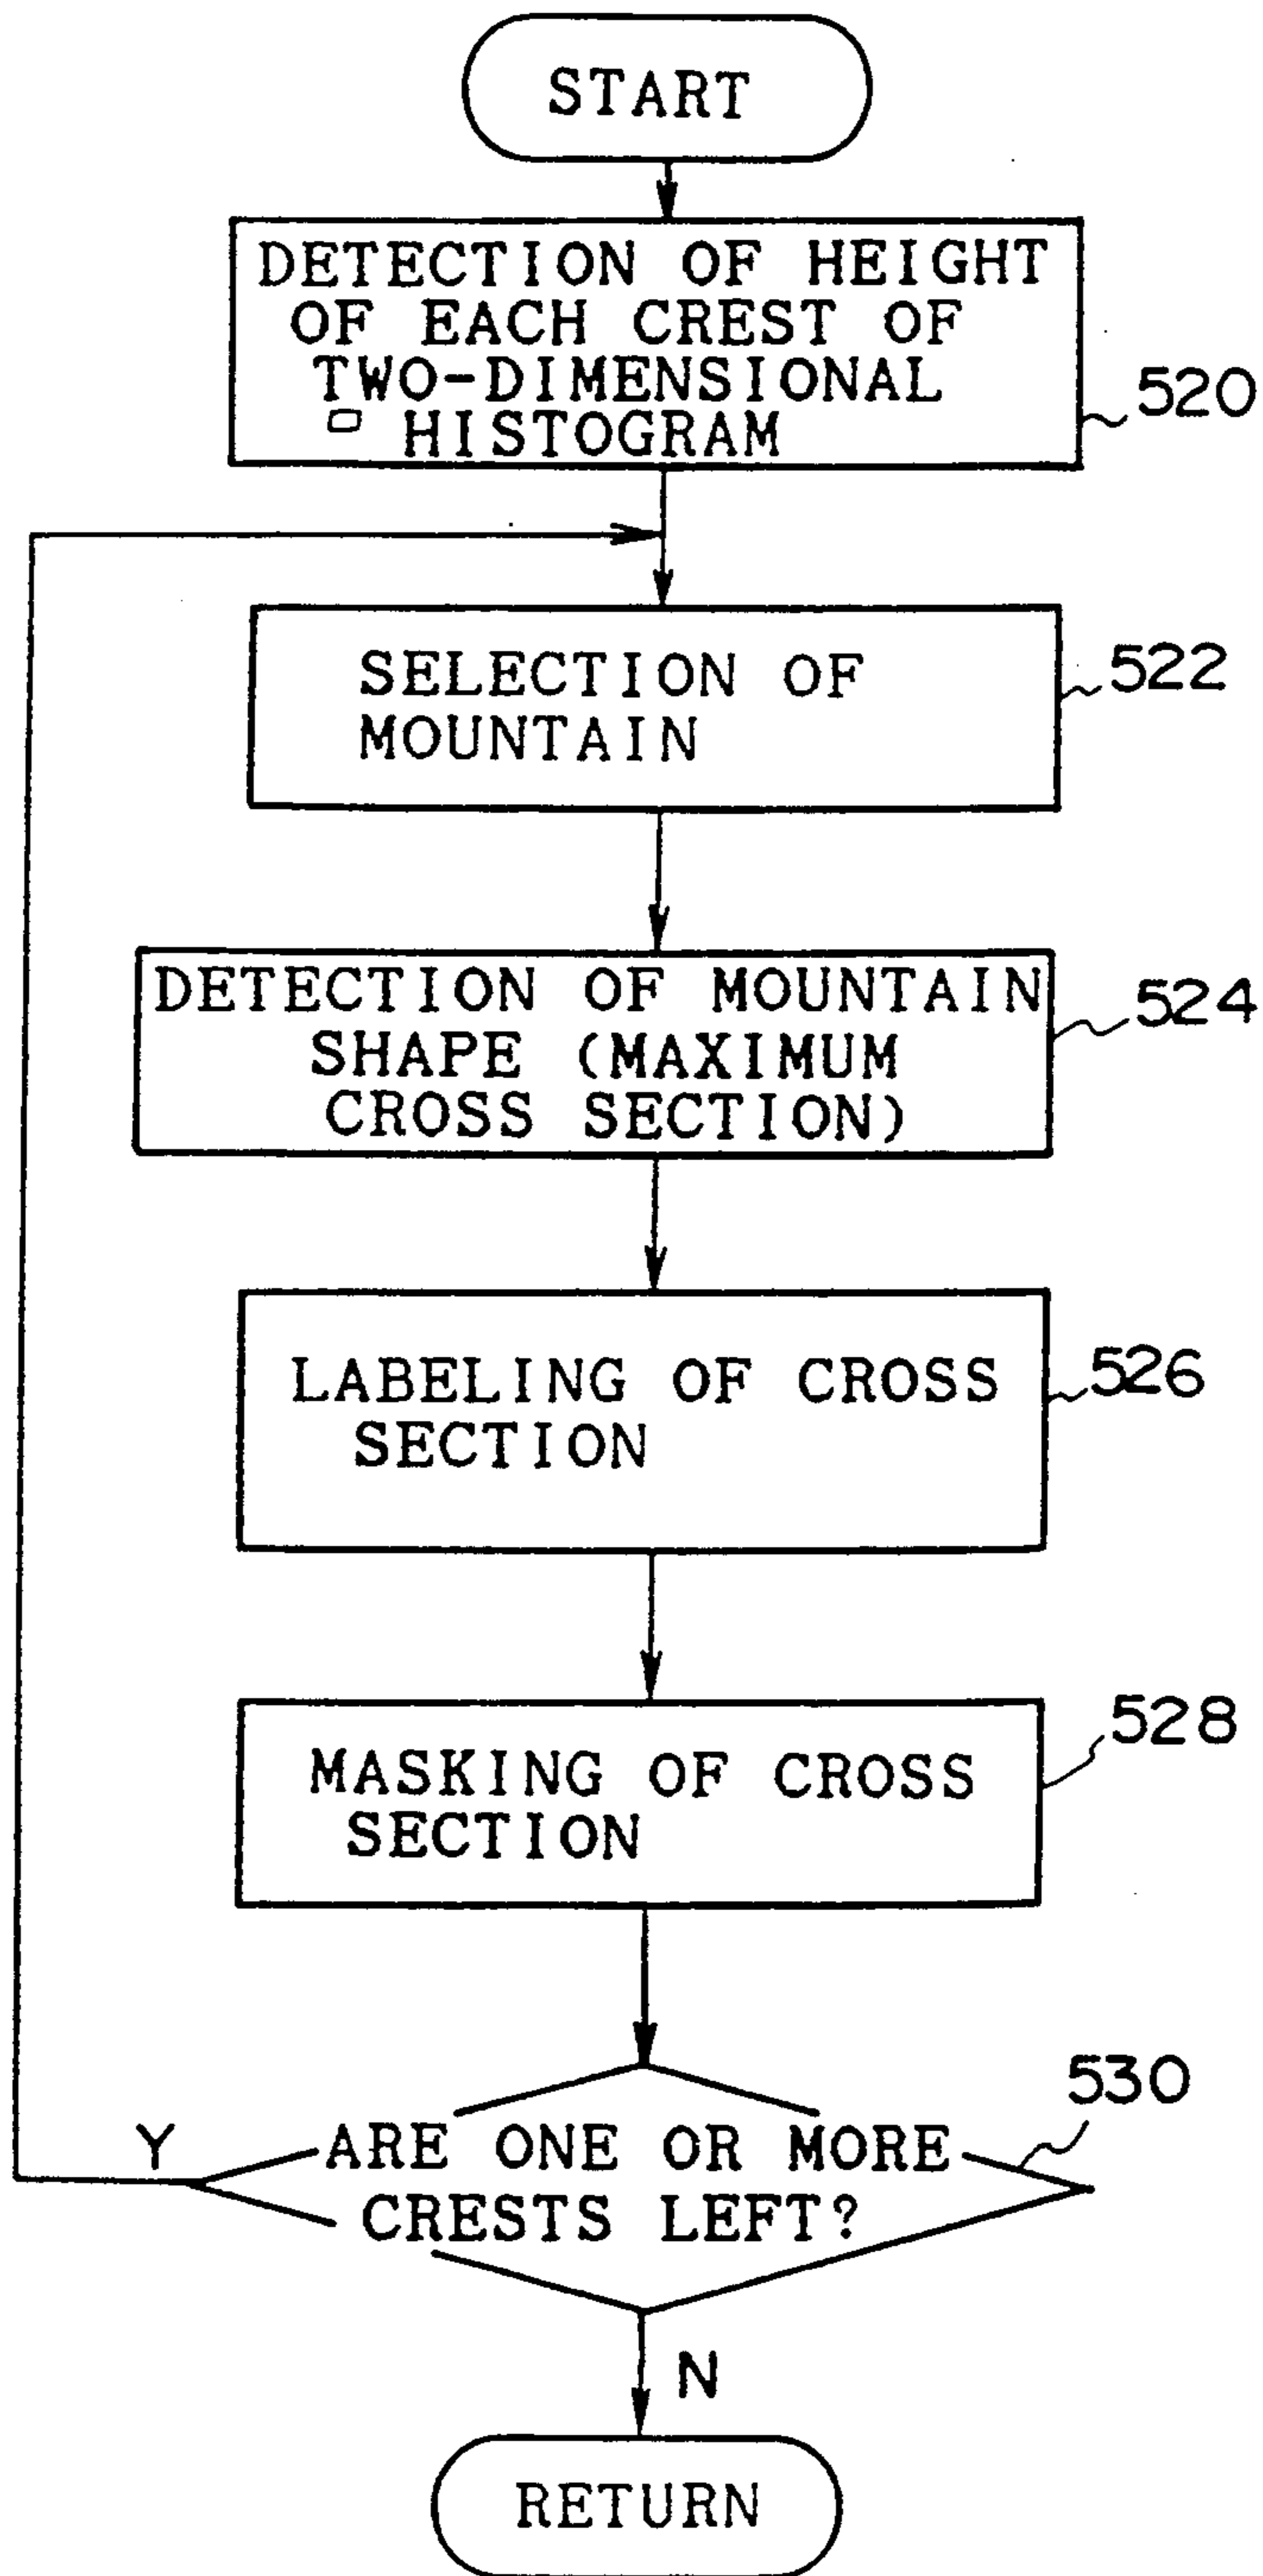 START
DETECTION OF HEIGHT
OF EACH CREST OF
TWO-DIMENSIONAL
HISTOGRAM
520
SELECTION OF
MOUNTAIN
522
DETECTION OF MOUNTAIN
SHAPE (MAXIMUM
CROSS SECTION)
524
LABELING OF CROSS
SECTION
526
MASKING OF CROSS
SECTION
528
530
Y
ARE ONE OR MORE
CRESTS LEFT?
N
RETURN